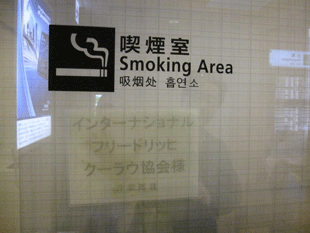 喫煙室
Smoking Area
吸烟处 흡연소
インターナショナル
フリードリッヒ
クーラウ協会様